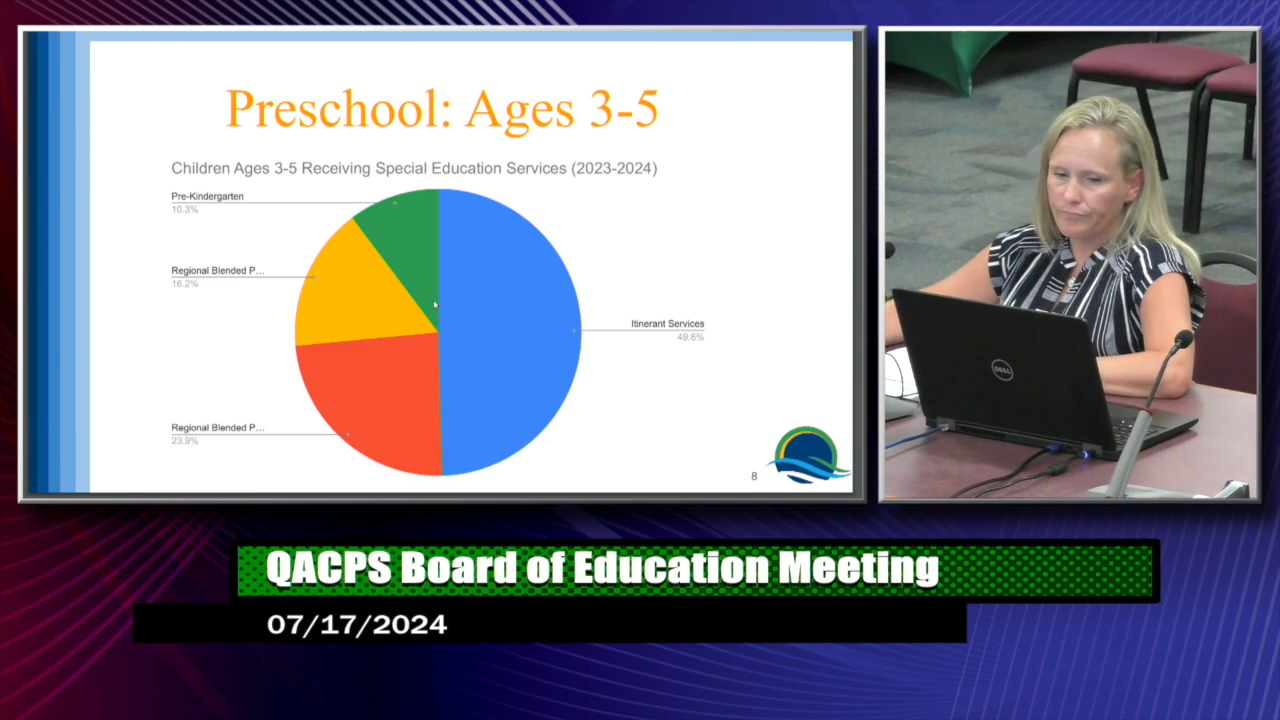 Preschool: Ages 3-5
Children Ages 3-5 Receiving Special Education Services (2023-2024)
Pre-Kindergarten
10.3%
Regional Blended P...
16.2%
Itinerant Services
49.6%
Regional Blended P...
23.9%
8
DELL
QACPS Board of Education Meeting
07/17/2024